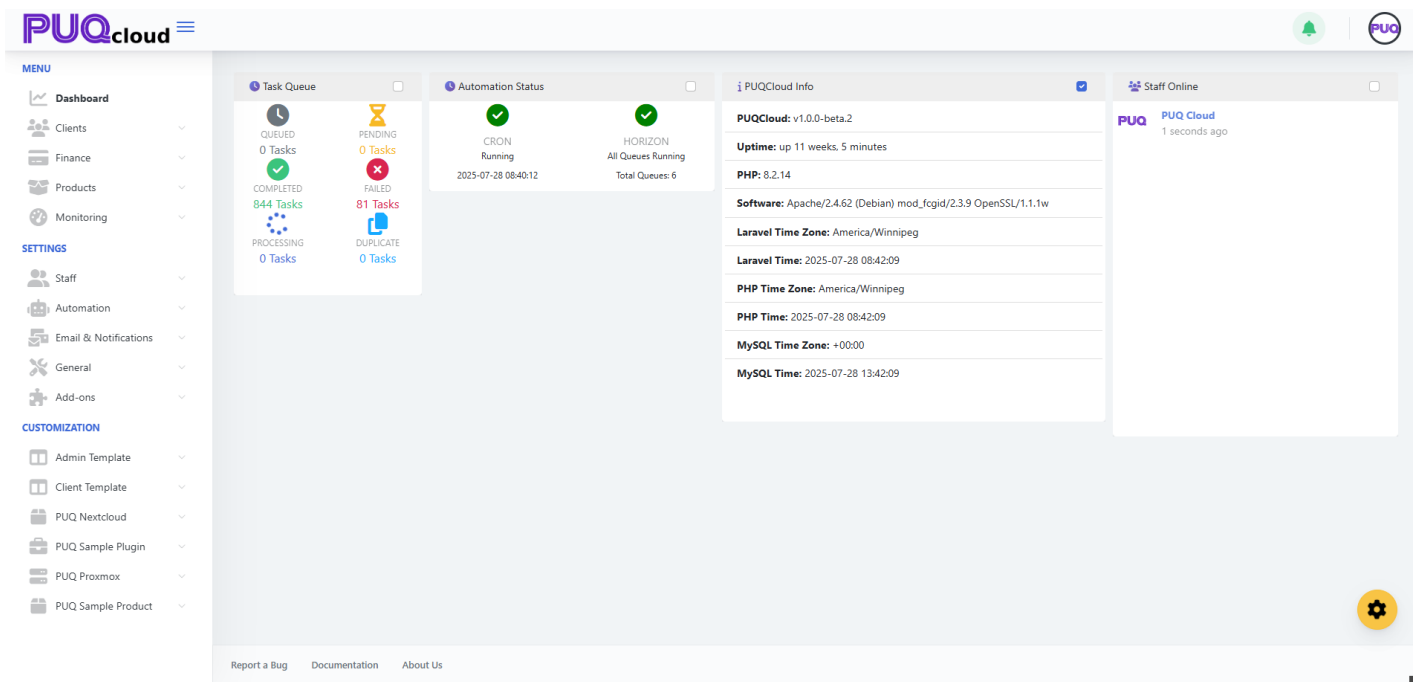 PUQcloud
PUQ
MENU
Dashboard
Clients
Finance
Products
Monitoring
SETTINGS
Staff
Automation
Email & Notifications
General
Add-ons
CUSTOMIZATION
Admin Template
Client Template
PUQ Nextcloud
PUQ Sample Plugin
PUQ Proxmox
PUQ Sample Product
Task Queue
QUEUED
0 Tasks
PENDING
0 Tasks
COMPLETED
844 Tasks
FAILED
81 Tasks
PROCESSING
0 Tasks
DUPLICATE
0 Tasks
Automation Status
CRON
Running
2025-07-28 08:40:12
HORIZON
All Queues Running
Total Queues: 6
PUQCloud Info
PUQCloud: v1.0.0-beta.2
Uptime: up 11 weeks, 5 minutes
PHP: 8.2.14
Software: Apache/2.4.62 (Debian) mod_fcgid/2.3.9 OpenSSL/1.1.1w
Laravel Time Zone: America/Winnipeg
Laravel Time: 2025-07-28 08:42:09
PHP Time Zone: America/Winnipeg
PHP Time: 2025-07-28 08:42:09
MySQL Time Zone: +00:00
MySQL Time: 2025-07-28 13:42:09
Staff Online
PUQ
PUQ Cloud
1 seconds ago
Report a Bug
Documentation
About Us